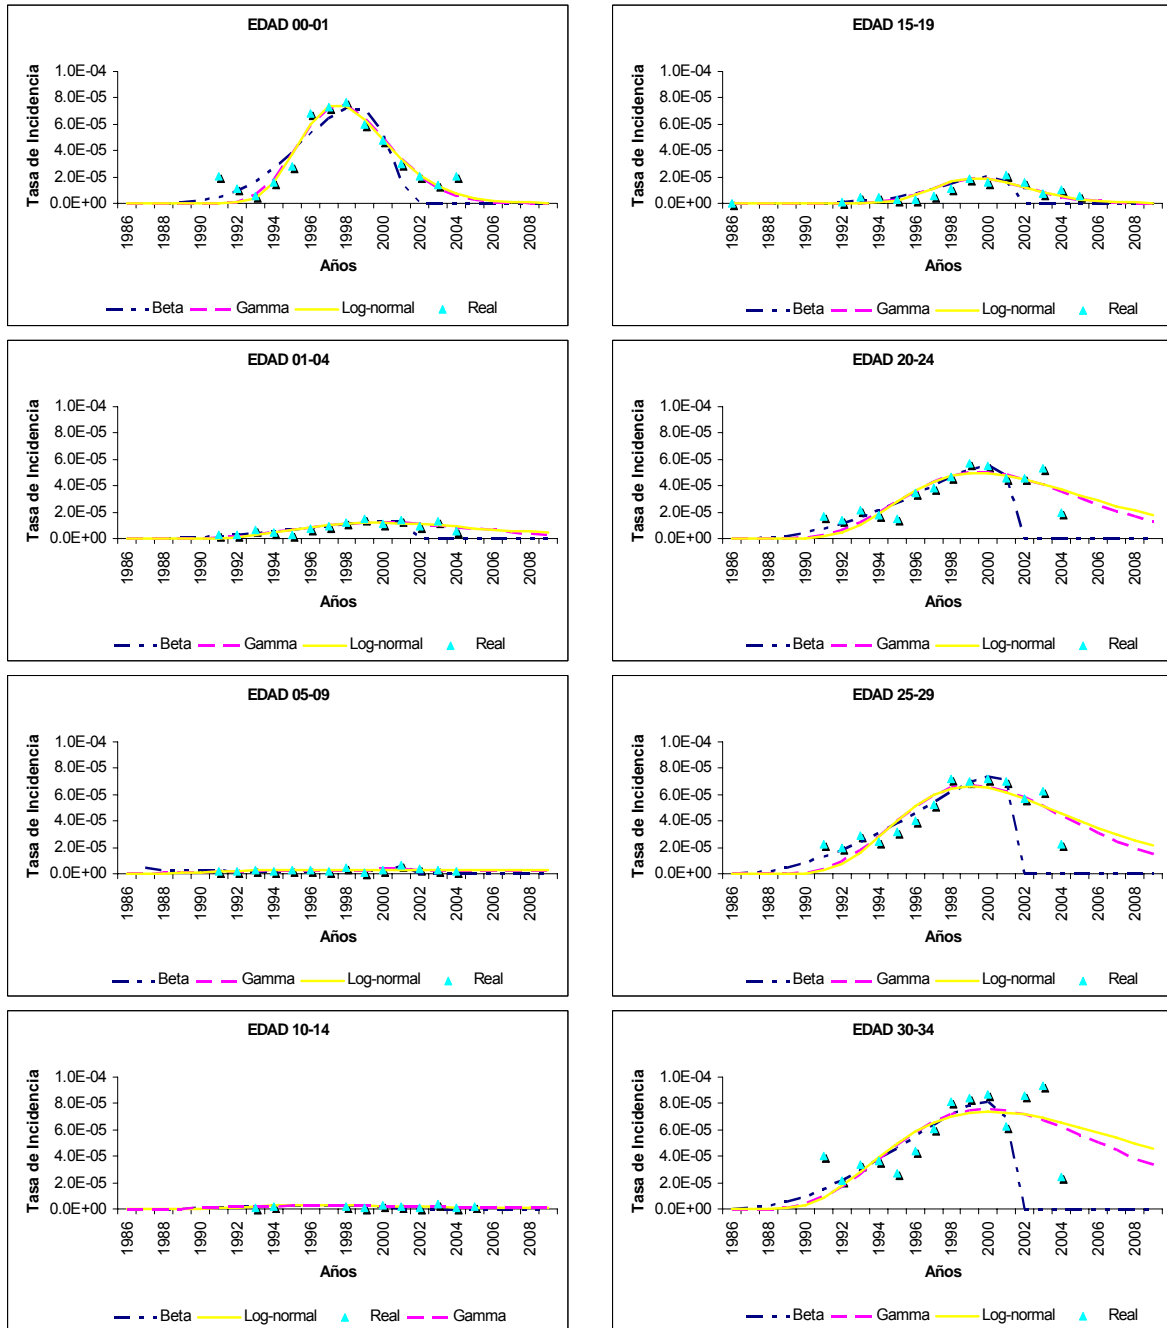 EDAD 00-01
Tasa de Incidencia
1.0E-04
8.0E-05
6.0E-05
4.0E-05
2.0E-05
0.0E+00
1986 1988 1990 1992 1994 1996 1998 2000 2002 2004 2006 2008
Años
Beta Gamma Log-normal Real
EDAD 15-19
Tasa de Incidencia
1.0E-04
8.0E-05
6.0E-05
4.0E-05
2.0E-05
0.0E+00
1986 1988 1990 1992 1994 1996 1998 2000 2002 2004 2006 2008
Años
Beta Gamma Log-normal Real
EDAD 01-04
Tasa de Incidencia
1.0E-04
8.0E-05
6.0E-05
4.0E-05
2.0E-05
0.0E+00
1986 1988 1990 1992 1994 1996 1998 2000 2002 2004 2006 2008
Años
Beta Gamma Log-normal Real
EDAD 20-24
Tasa de Incidencia
1.0E-04
8.0E-05
6.0E-05
4.0E-05
2.0E-05
0.0E+00
1986 1988 1990 1992 1994 1996 1998 2000 2002 2004 2006 2008
Años
Beta Gamma Log-normal Real
EDAD 05-09
Tasa de Incidencia
1.0E-04
8.0E-05
6.0E-05
4.0E-05
2.0E-05
0.0E+00
1986 1988 1990 1992 1994 1996 1998 2000 2002 2004 2006 2008
Años
Beta Gamma Log-normal Real
EDAD 25-29
Tasa de Incidencia
1.0E-04
8.0E-05
6.0E-05
4.0E-05
2.0E-05
0.0E+00
1986 1988 1990 1992 1994 1996 1998 2000 2002 2004 2006 2008
Años
Beta Gamma Log-normal Real
EDAD 10-14
Tasa de Incidencia
1.0E-04
8.0E-05
6.0E-05
4.0E-05
2.0E-05
0.0E+00
1986 1988 1990 1992 1994 1996 1998 2000 2002 2004 2006 2008
Años
Beta Log-normal Real Gamma
EDAD 30-34
Tasa de Incidencia
1.0E-04
8.0E-05
6.0E-05
4.0E-05
2.0E-05
0.0E+00
1986 1988 1990 1992 1994 1996 1998 2000 2002 2004 2006 2008
Años
Beta Gamma Log-normal Real